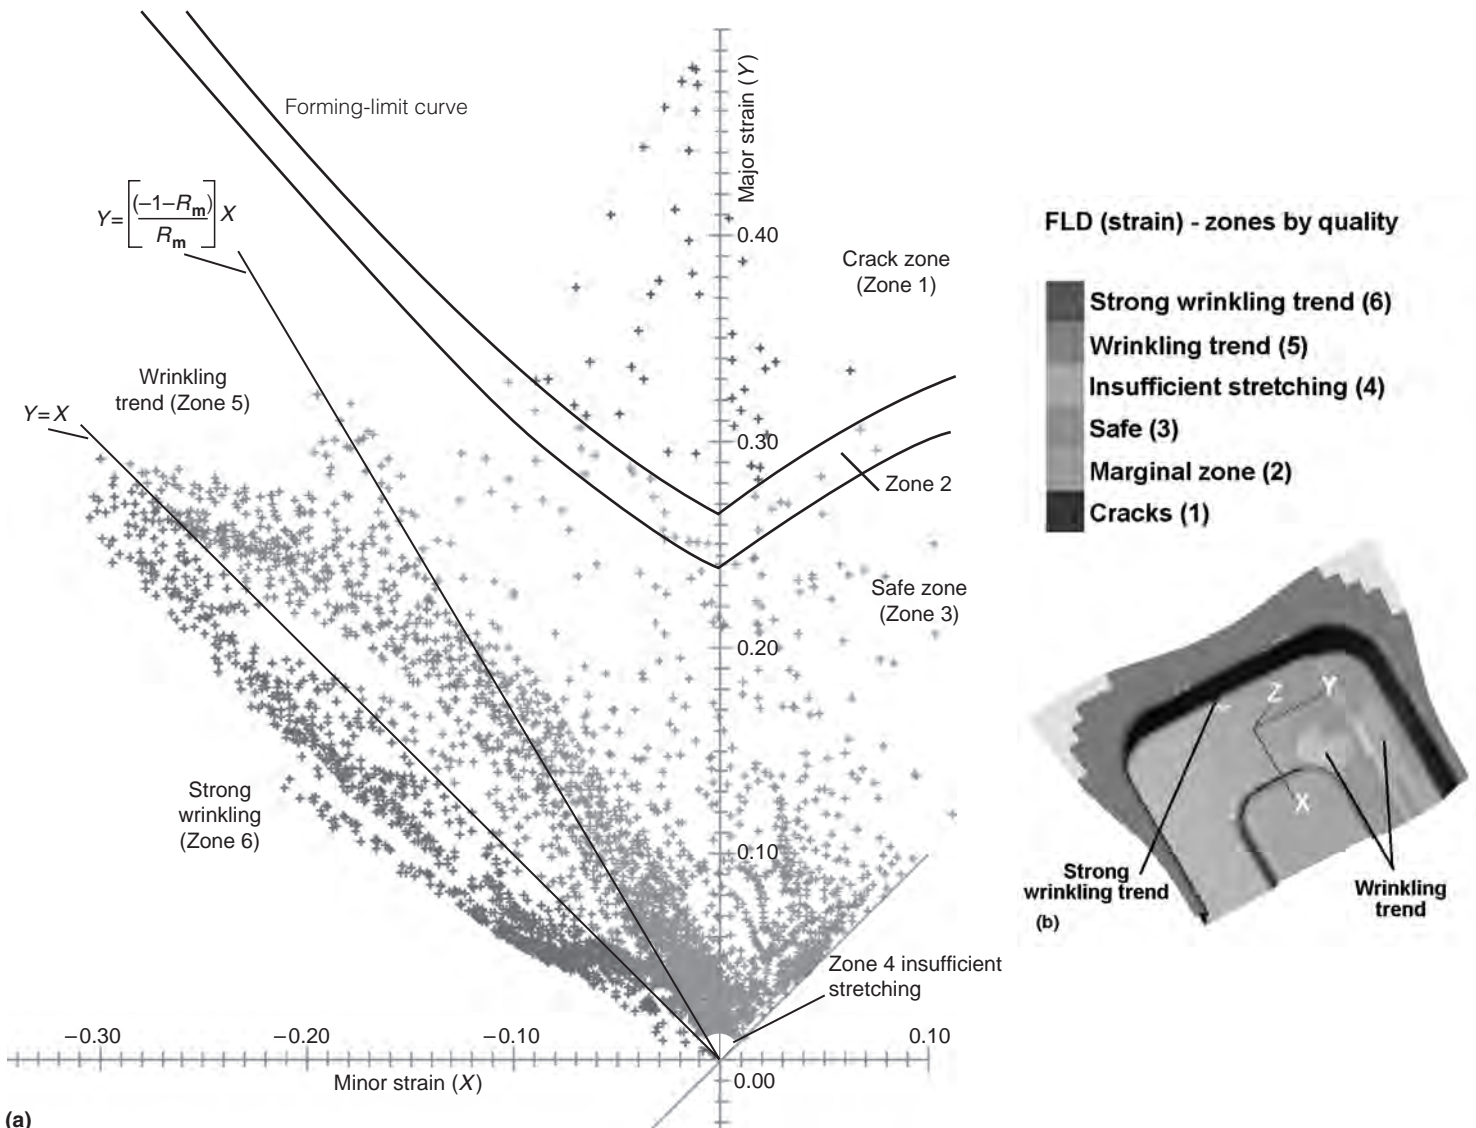 Forming-limit curve
Major strain (Y)
Y=[(–1–Rm)/Rm]X
0.40
Crack zone
(Zone 1)
Wrinkling
trend (Zone 5)
Y=X
0.30
Zone 2
Safe zone
(Zone 3)
0.20
Strong
wrinkling
(Zone 6)
0.10
Zone 4 insufficient
stretching
–0.30
–0.20
–0.10
0.10
Minor strain (X)
0.00
(a)
FLD (strain) - zones by quality
Strong wrinkling trend (6)
Wrinkling trend (5)
Insufficient stretching (4)
Safe (3)
Marginal zone (2)
Cracks (1)
Z
Y
X
Strong
wrinkling trend
Wrinkling
trend
(b)